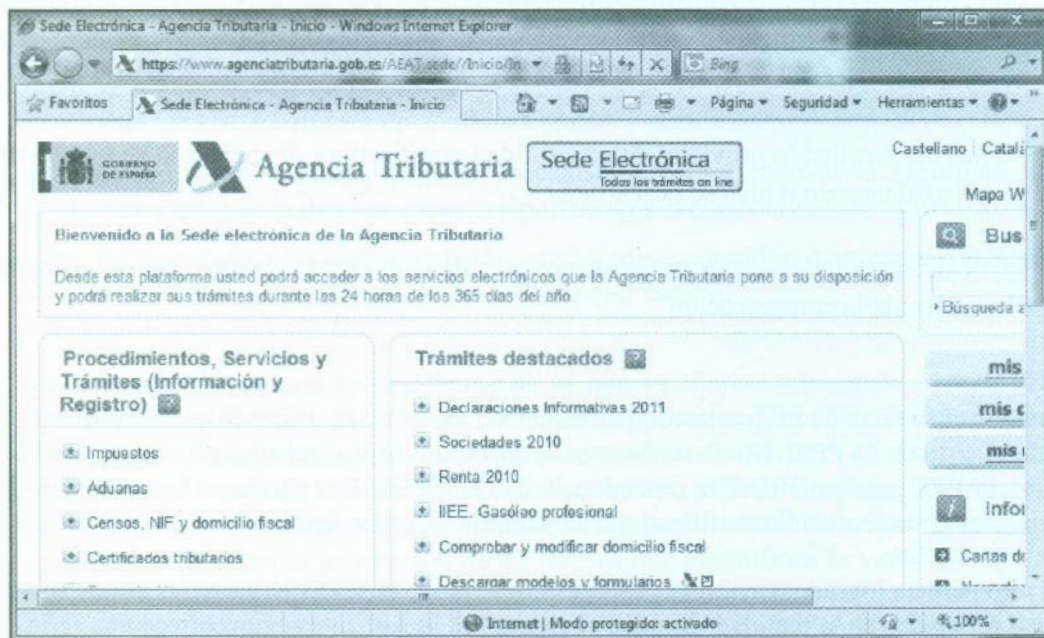 Sede Electrónica - Agencia Tributaria - Inicio - Windows Internet Explorer
https://www.agenciatributaria.gob.es/AEAT.sede//Inicio/In
Bing
Favoritos
Sede Electrónica - Agencia Tributaria - Inicio
Página
Seguridad
Herramientas
GOBIERNO
DE ESPAÑA
Agencia Tributaria
Sede Electrónica
Todos los trámites on line
Castellano | Catalá
Mapa W
Bienvenido a la Sede electrónica de la Agencia Tributaria
Desde esta plataforma usted podrá acceder a los servicios electrónicos que la Agencia Tributaria pone a su disposición
y podrá realizar sus trámites durante las 24 horas de los 365 días del año.
Bus
Búsqueda a
Procedimientos, Servicios y
Trámites (Información y
Registro)
Impuestos
Aduanas
Censos, NIF y domicilio fiscal
Certificados tributarios
Trámites destacados
Declaraciones Informativas 2011
Sociedades 2010
Renta 2010
IIEE. Gasóleo profesional
Comprobar y modificar domicilio fiscal
Descargar modelos y formularios
mis
mis
mis
Infor
Cartas de
Internet | Modo protegido: activado
100%